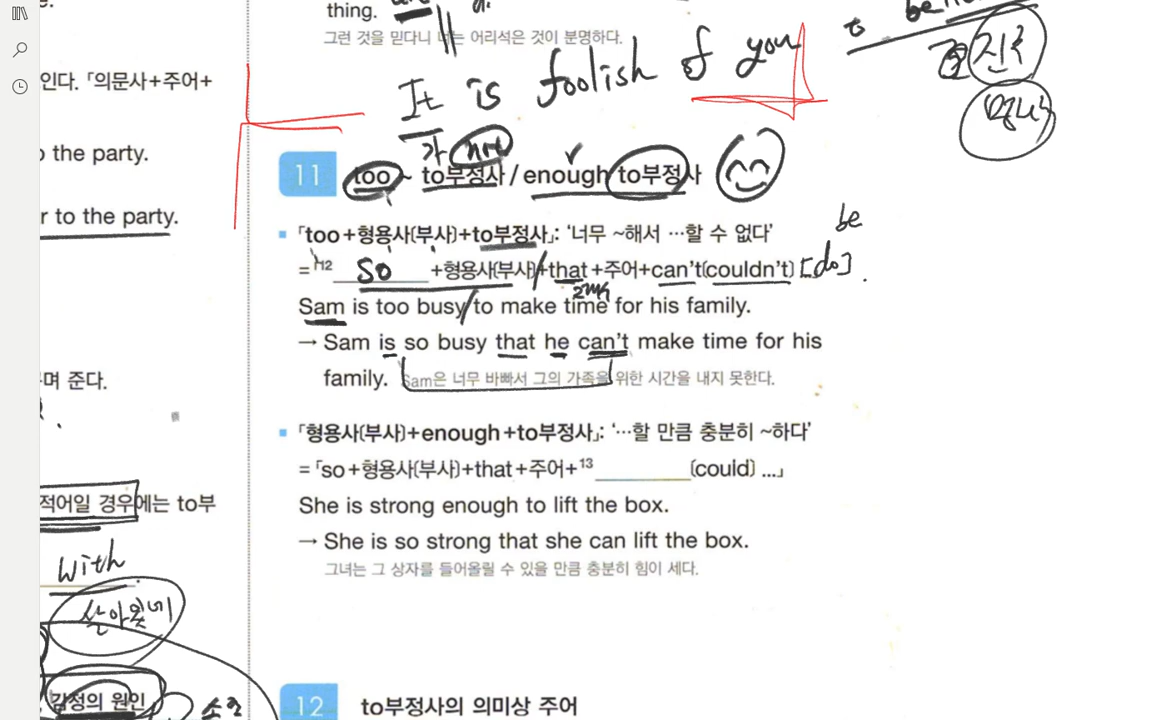 thing.
그런 것을 믿다니 너는 어리석은 것이 분명하다.
It is foolish of you
to
인다. 「의문사+주어+
the party.
r to the party.
며 준다.
적어일 경우에는 to부
with
살아왔네
감정의 원인
11 too ~ to부정사 / enough to부정사
「too+형용사(부사)+to부정사」: ‘너무 ~해서 …할 수 없다’
be
=「12 so +형용사(부사)+that+주어+can't(couldn't) [do].
Sam is too busy to make time for his family.
→ Sam is so busy that he can't make time for his
family. Sam은 너무 바빠서 그의 가족을 위한 시간을 내지 못한다.
「형용사(부사)+enough+to부정사」: ‘…할 만큼 충분히 ~하다’
=「so+형용사(부사)+that+주어+13 ________ (could) ...」
She is strong enough to lift the box.
→ She is so strong that she can lift the box.
그녀는 그 상자를 들어올릴 수 있을 만큼 충분히 힘이 세다.
12 to부정사의 의미상 주어